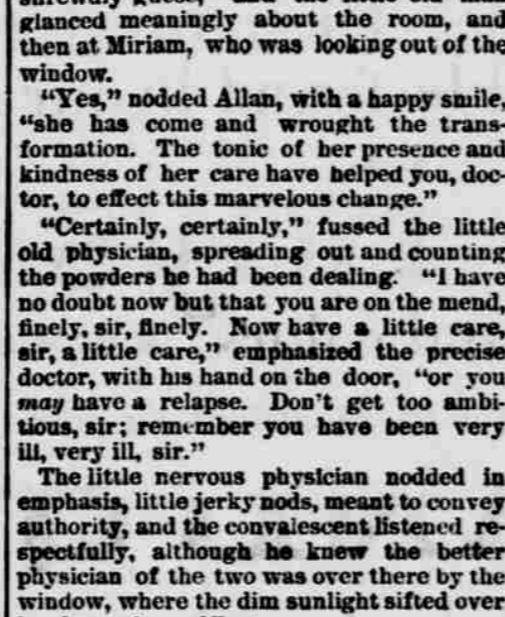 glanced meaningly about the room, and
then at Miriam, who was looking out of the
window.
"Yes," nodded Allan, with a happy smile,
"she has come and wrought the trans-
formation. The tonic of her presence and
kindness of her care have helped you, doc-
tor, to effect this marvelous change."
"Certainly, certainly," fussed the little
old physician, spreading out and counting
the powders he had been dealing. "I have
no doubt now but that you are on the mend,
finely, sir, finely. Now have a little care,
sir, a little care," emphasized the precise
doctor, with his hand on the door, "or you
may have a relapse. Don't get too ambi-
tious, sir; remember you have been very
ill, very ill, sir."
The little nervous physician nodded in
emphasis, little jerky nods, meant to convey
authority, and the convalescent listened re-
spectfully, although he knew the better
physician of the two was over there by the
window, where the dim sunlight sifted over